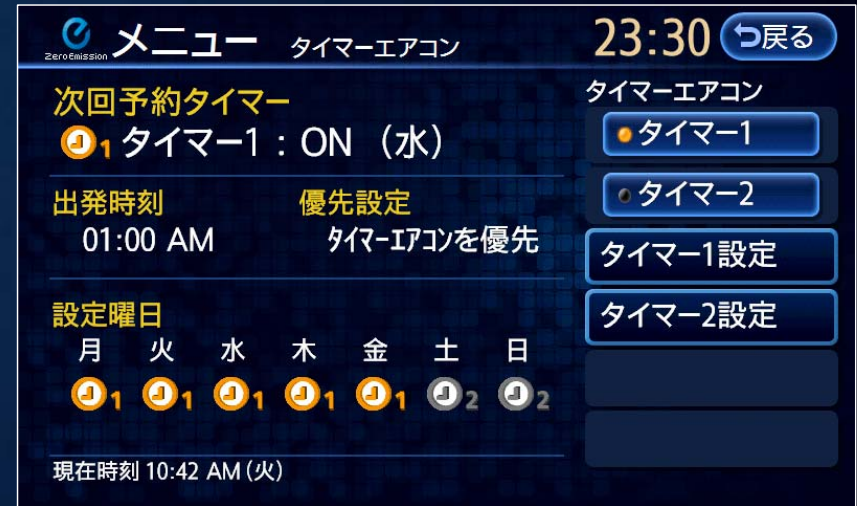 Zero Emission メニュー タイマーエアコン 23:30 戻る
次回予約タイマー
1 タイマー1 : ON (水)
出発時刻 優先設定
01:00 AM タイマーエアコンを優先
設定曜日
月 火 水 木 金 土 日
1 1 1 1 1 2 2
現在時刻 10:42 AM (火)
タイマーエアコン
タイマー1
タイマー2
タイマー1設定
タイマー2設定